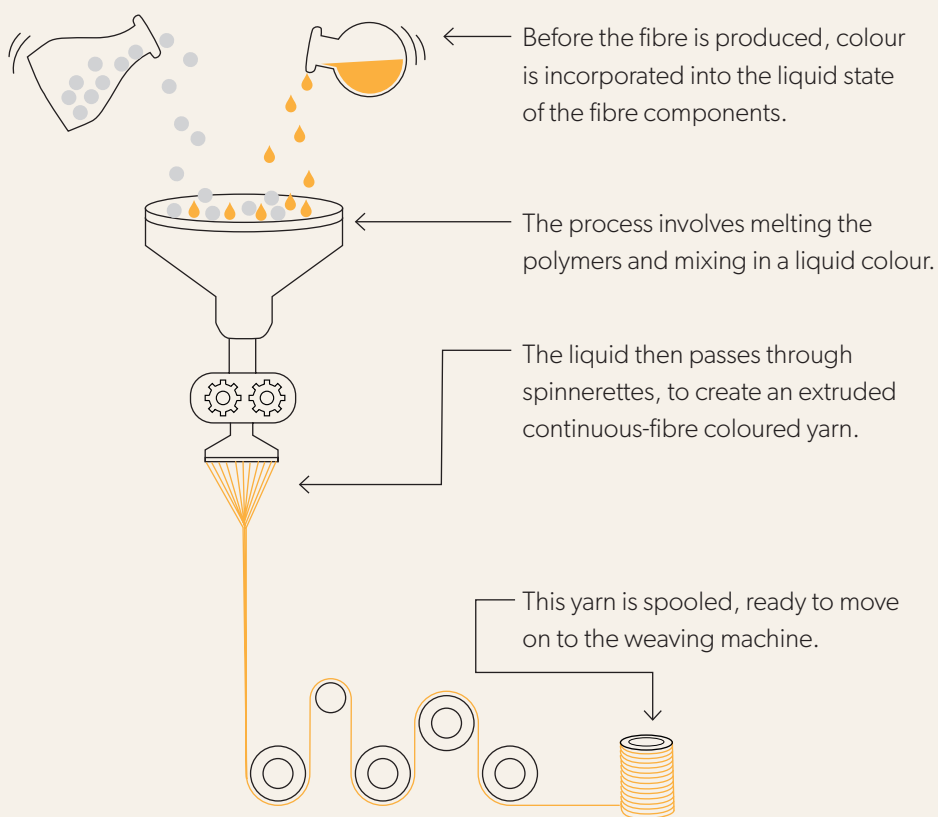 Before the fibre is produced, colour
is incorporated into the liquid state
of the fibre components.
The process involves melting the
polymers and mixing in a liquid colour.
The liquid then passes through
spinnerettes, to create an extruded
continuous-fibre coloured yarn.
This yarn is spooled, ready to move
on to the weaving machine.